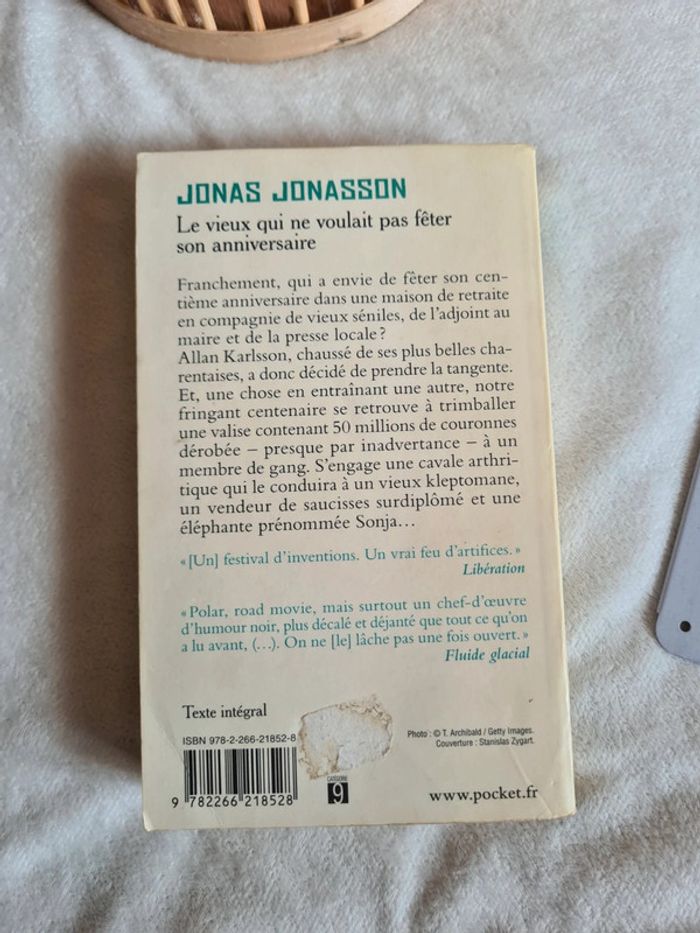 JONAS JONASSON
Le vieux qui ne voulait pas fêter
son anniversaire
Franchement, qui a envie de fêter son cen-
tième anniversaire dans une maison de retraite
en compagnie de vieux séniles, de l'adjoint au
maire et de la presse locale ?
Allan Karlsson, chaussé de ses plus belles cha-
rentaises, a donc décidé de prendre la tangente.
Et, une chose en entraînant une autre, notre
fringant centenaire se retrouve à trimballer
une valise contenant 50 millions de couronnes
dérobée – presque par inadvertance – à un
membre de gang. S'engage une cavale arthri-
tique qui le conduira à un vieux kleptomane,
un vendeur de saucisses surdiplômé et une
éléphante prénommée Sonja…
« [Un] festival d'inventions. Un vrai feu d'artifices. »
Libération
« Polar, road movie, mais surtout un chef-d'œuvre
d'humour noir, plus décalé et déjanté que tout ce qu'on
a lu avant, (…). On ne [le] lâche pas une fois ouvert. »
Fluide glacial
Texte intégral
Photo : © T. Archibald / Getty Images.
Couverture : Stanislas Zygart.
ISBN 978-2-266-21852-8
9 782266 218528
CATÉGORIE
9
www.pocket.fr